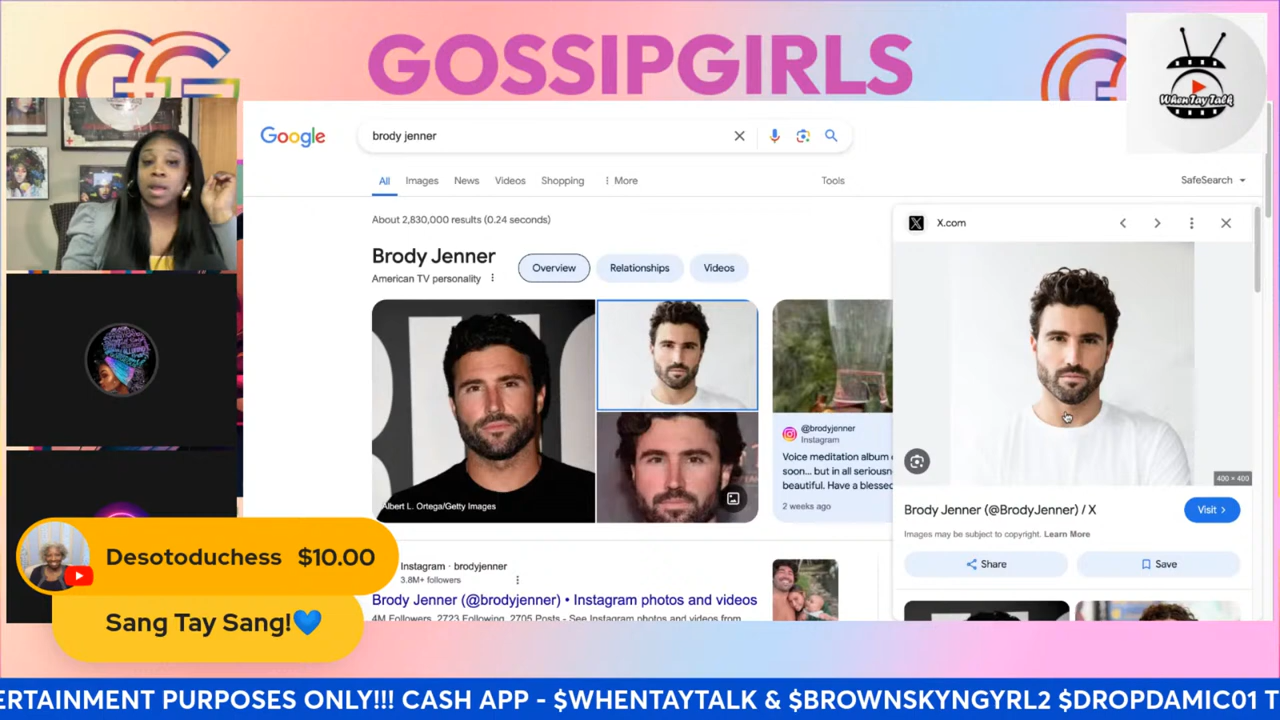 GOSSIPGIRLS
GG
WhenTayTalk
Google
brody jenner
All
Images
News
Videos
Shopping
More
Tools
SafeSearch
About 2,830,000 results (0.24 seconds)
Brody Jenner
American TV personality
Overview
Relationships
Videos
Albert L. Ortega/Getty Images
@brodyjenner
Instagram
Voice meditation album
soon... but in all seriousn
beautiful. Have a blesse
2 weeks ago
X.com
400 × 400
Brody Jenner (@BrodyJenner) / X
Visit
Images may be subject to copyright. Learn More
Share
Save
Instagram · brodyjenner
3.8M+ followers
Brody Jenner (@brodyjenner) • Instagram photos and videos
4M Followers, 2723 Following, 2705 Posts - See Instagram photos and videos from
Desotoduchess $10.00
Sang Tay Sang!💙
ERTAINMENT PURPOSES ONLY!!! CASH APP - $WHENTAYTALK & $BROWNSKYNGYRL2 $DROPDAMIC01 T